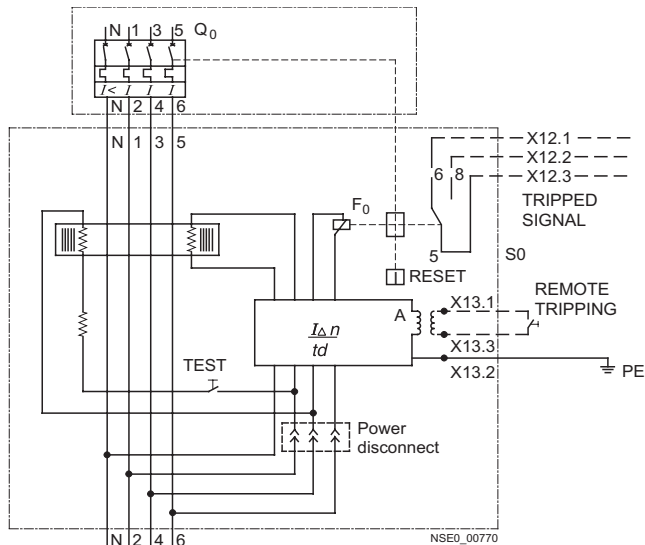 N 1 3 5 Q0
I< I I I
N 2 4 6
N 1 3 5
X12.1
6 8 X12.2
X12.3
F0
TRIPPED
SIGNAL
5 S0
RESET
REMOTE
TRIPPING
X13.1
A
I△n
td
X13.3
X13.2
PE
TEST
Power
disconnect
N 2 4 6
NSE0_00770